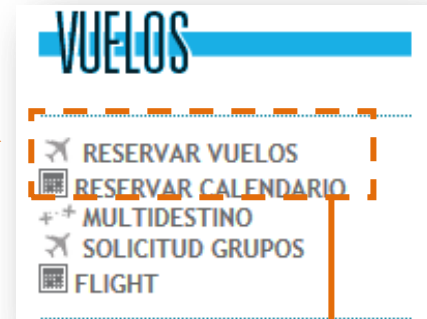 VUELOS
RESERVAR VUELOS
RESERVAR CALENDARIO
MULTIDESTINO
SOLICITUD GRUPOS
FLIGHT